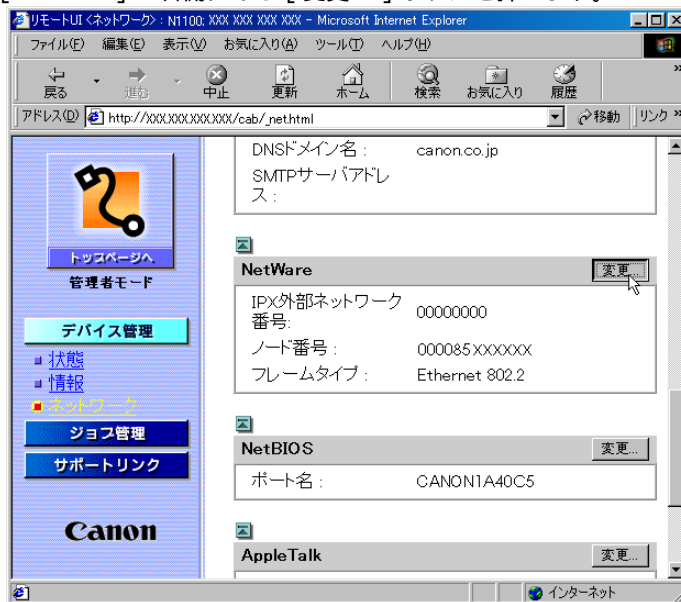 リモートUI <ネットワーク> : N1100; XXX XXX XXX XXX - Microsoft Internet Explorer
ファイル(F) 編集(E) 表示(V) お気に入り(A) ツール(T) ヘルプ(H)
戻る 進む 中止 更新 ホーム 検索 お気に入り 履歴 »
アドレス(D) http://XXX.XXX.XXX.XXX/cab/_net.html 移動 リンク »
トップページへ
管理者モード
デバイス管理
状態
情報
ネットワーク
ジョブ管理
サポートリンク
Canon
DNSドメイン名 : canon.co.jp
SMTPサーバアドレ
ス :
NetWare 変更...
IPX外部ネットワーク
番号: 00000000
ノード番号 : 000085XXXXXX
フレームタイプ : Ethernet 802.2
NetBIOS 変更...
ポート名 : CANON1A40C5
AppleTalk 変更...
インターネット